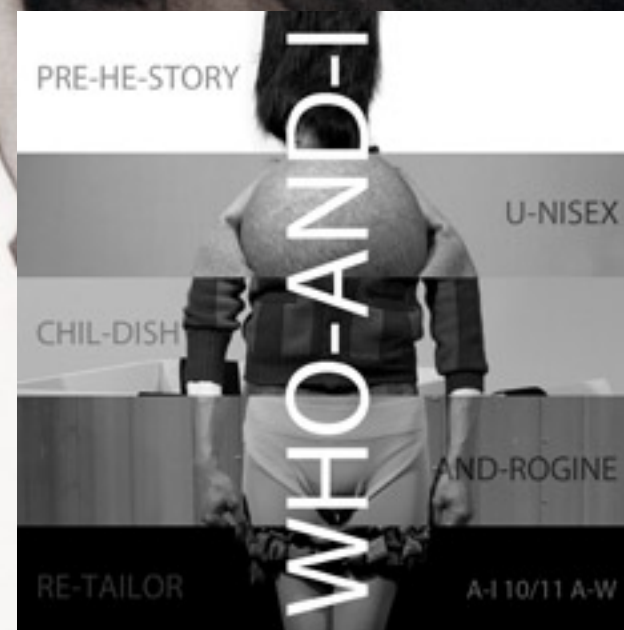 PRE-HE-STORY
U-NISEX
CHIL-DISH
AND-ROGINE
RE-TAILOR
A-I 10/11 A-W
WHO-AND-I